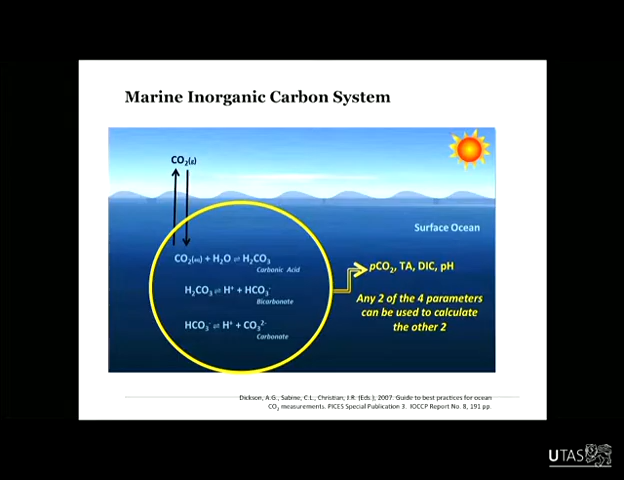 Marine Inorganic Carbon System
CO₂(g)
Surface Ocean
CO₂(aq) + H₂O ⇌ H₂CO₃
Carbonic Acid
H₂CO₃ ⇌ H⁺ + HCO₃⁻
Bicarbonate
HCO₃⁻ ⇌ H⁺ + CO₃²⁻
Carbonate
pCO₂, TA, DIC, pH
Any 2 of the 4 parameters
can be used to calculate
the other 2
Dickson, A.G., Sabine, C.L., Christian, J.R. (Eds.), 2007. Guide to best practices for ocean
CO₂ measurements. PICES Special Publication 3. IOCCP Report No. 8, 191 pp.
UTAS